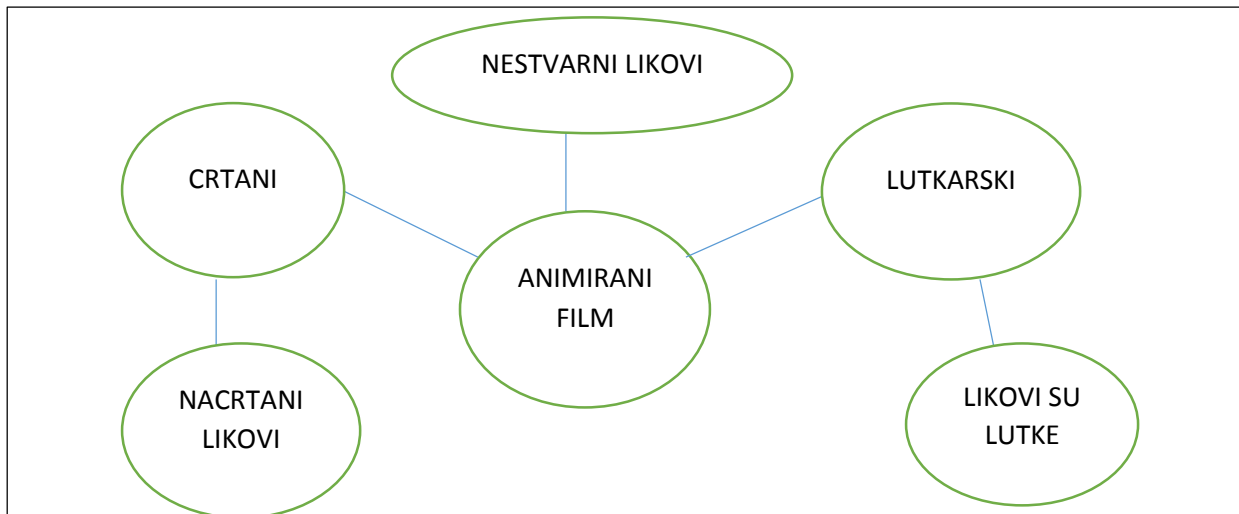 NESTVARNI LIKOVI
CRTANI
LUTKARSKI
ANIMIRANI
FILM
NACRTANI
LIKOVI
LIKOVI SU
LUTKE